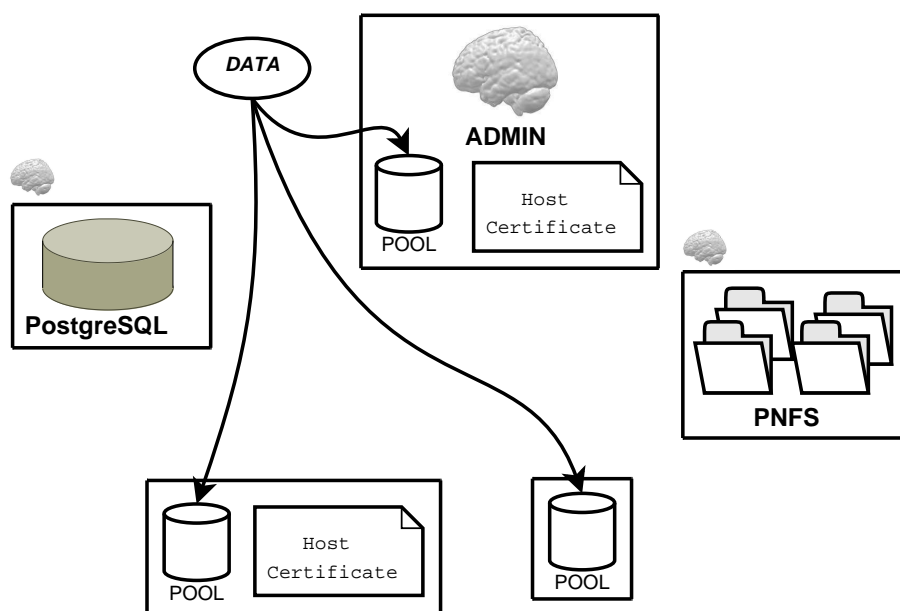 DATA
ADMIN
Host
Certificate
POOL
PostgreSQL
PNFS
Host
Certificate
POOL
POOL